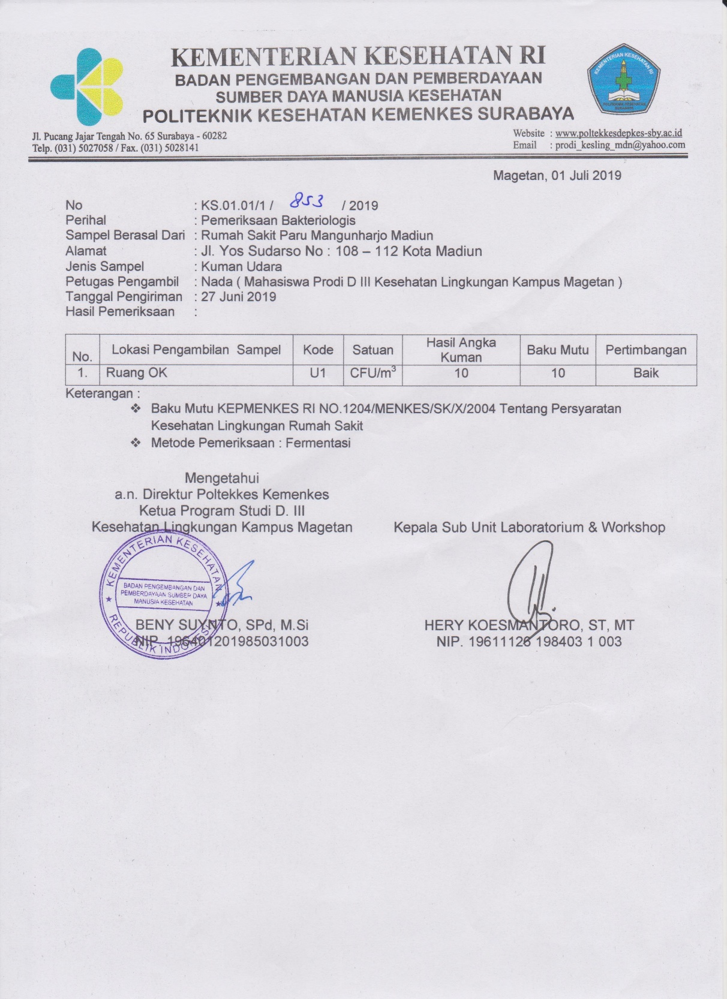 KEMENTERIAN KESEHATAN RI
BADAN PENGEMBANGAN DAN PEMBERDAYAAN
SUMBER DAYA MANUSIA KESEHATAN
POLITEKNIK KESEHATAN KEMENKES SURABAYA
KEMENTERIAN KESEHATAN RI
POLITEKNIK KESEHATAN
SURABAYA
Jl. Pucang Jajar Tengah No. 65 Surabaya - 60282
Telp. (031) 5027058 / Fax. (031) 5028141
Website : www.poltekkesdepkes-sby.ac.id
Email : prodi_kesling_mdn@yahoo.com
Magetan, 01 Juli 2019
No : KS.01.01/1 / 853 / 2019
Perihal : Pemeriksaan Bakteriologis
Sampel Berasal Dari : Rumah Sakit Paru Mangunharjo Madiun
Alamat : Jl. Yos Sudarso No : 108 – 112 Kota Madiun
Jenis Sampel : Kuman Udara
Petugas Pengambil : Nada ( Mahasiswa Prodi D III Kesehatan Lingkungan Kampus Magetan )
Tanggal Pengiriman : 27 Juni 2019
Hasil Pemeriksaan :
No. Lokasi Pengambilan Sampel Kode Satuan Hasil Angka Kuman Baku Mutu Pertimbangan
1. Ruang OK U1 CFU/m³ 10 10 Baik
Keterangan :
❖ Baku Mutu KEPMENKES RI NO.1204/MENKES/SK/X/2004 Tentang Persyaratan
Kesehatan Lingkungan Rumah Sakit
❖ Metode Pemeriksaan : Fermentasi
Mengetahui
a.n. Direktur Poltekkes Kemenkes
Ketua Program Studi D. III
Kesehatan Lingkungan Kampus Magetan
Kepala Sub Unit Laboratorium & Workshop
KEMENTERIAN KESEHATAN
BADAN PENGEMBANGAN DAN
PEMBERDAYAAN SUMBER DAYA
MANUSIA KESEHATAN
REPUBLIK INDONESIA
BENY SUYNTO, SPd, M.Si
NIP. 196401201985031003
HERY KOESMANTORO, ST, MT
NIP. 19611126 198403 1 003